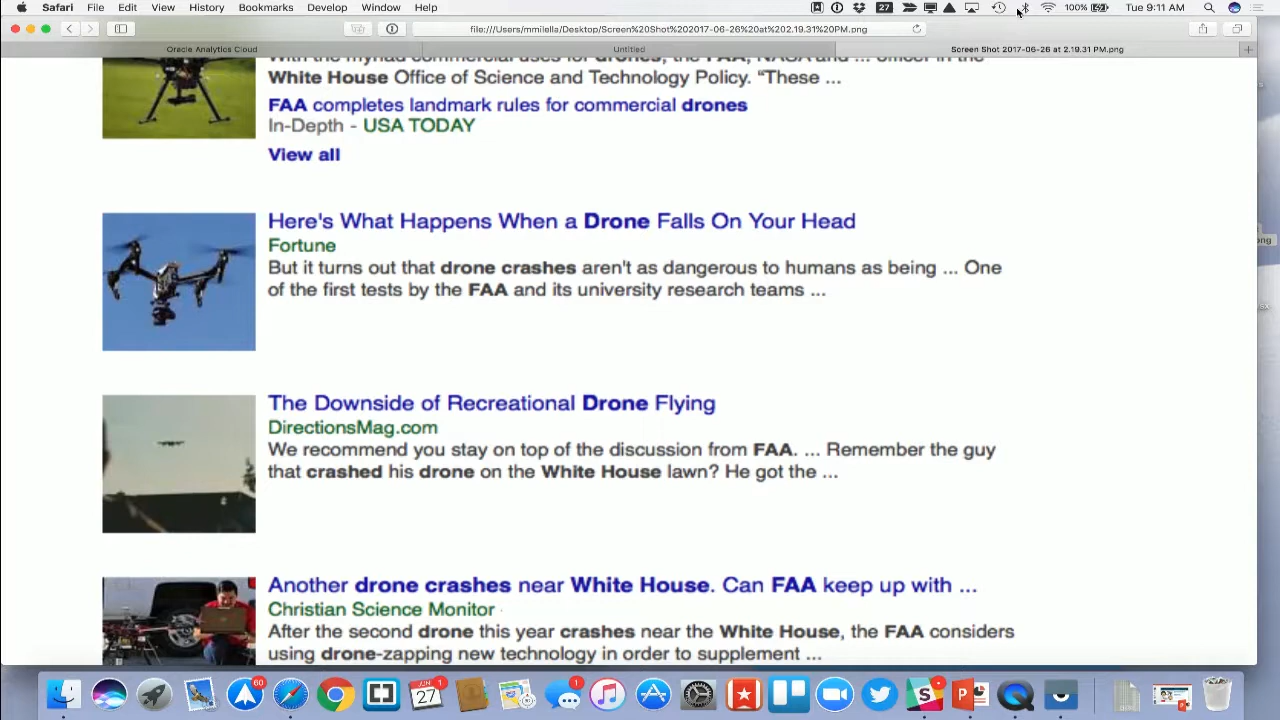 Safari File Edit View History Bookmarks Develop Window Help
27
100%
Tue 9:11 AM
file:///Users/mmilella/Desktop/Screen%20Shot%202017-06-26%20at%202.19.31%20PM.png
Oracle Analytics Cloud
Untitled
Screen Shot 2017-06-26 at 2.19.31 PM.png
With the myriad commercial uses for drones, the FAA, NASA and ... officer in the
White House Office of Science and Technology Policy. “These ...
FAA completes landmark rules for commercial drones
In-Depth - USA TODAY
View all
Here's What Happens When a Drone Falls On Your Head
Fortune
But it turns out that drone crashes aren't as dangerous to humans as being ... One
of the first tests by the FAA and its university research teams ...
The Downside of Recreational Drone Flying
DirectionsMag.com
We recommend you stay on top of the discussion from FAA. ... Remember the guy
that crashed his drone on the White House lawn? He got the ...
Another drone crashes near White House. Can FAA keep up with ...
Christian Science Monitor
After the second drone this year crashes near the White House, the FAA considers
using drone-zapping new technology in order to supplement ...
60
JUN
27
1
1